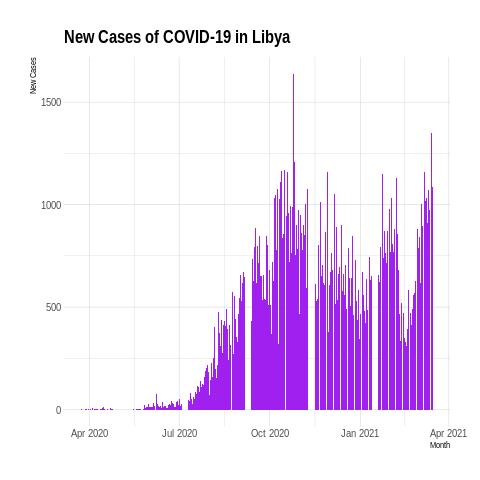 New Cases of COVID-19 in Libya
New Cases
1500
1000
500
0
Apr 2020
Jul 2020
Oct 2020
Jan 2021
Apr 2021
Month